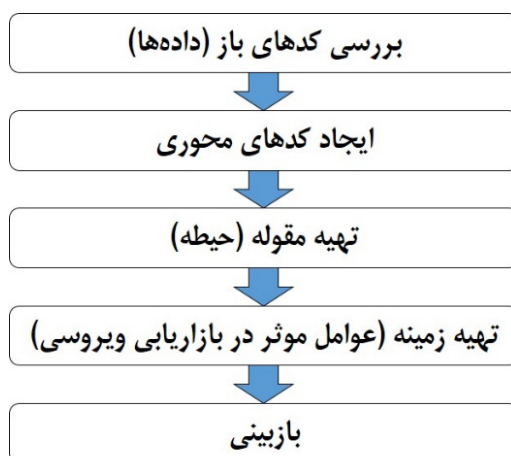 بررسی کدهای باز (داده‌ها)
ایجاد کدهای محوری
تهیه مقوله (حیطه)
تهیه زمینه (عوامل موثر در بازاریابی ویروسی)
بازبینی